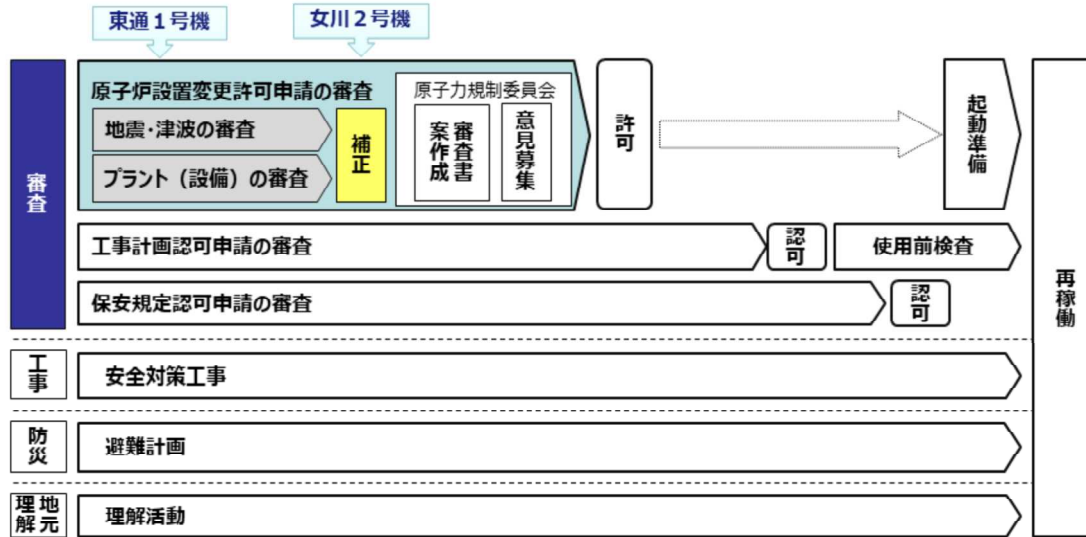 東通1号機
女川2号機
審査
原子炉設置変更許可申請の審査
地震・津波の審査
プラント（設備）の審査
補正
原子力規制委員会
審査書
案作成
意見募集
許可
起動準備
工事計画認可申請の審査
認可
使用前検査
保安規定認可申請の審査
認可
再稼働
工事
安全対策工事
防災
避難計画
地元
理解
理解活動